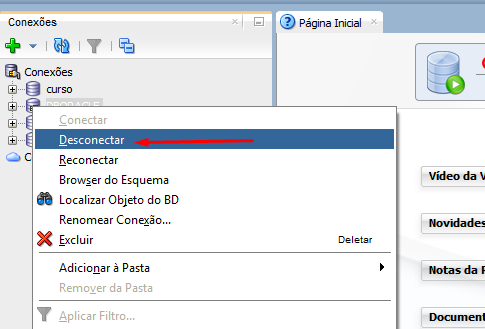 Conexões
Página Inicial
Conexões
curso
Conectar
Desconectar
Reconectar
Browser do Esquema
Localizar Objeto do BD
Renomear Conexão...
Excluir Deletar
Adicionar à Pasta
Remover da Pasta
Aplicar Filtro...
Vídeo da V
Novidades
Notas da
Document